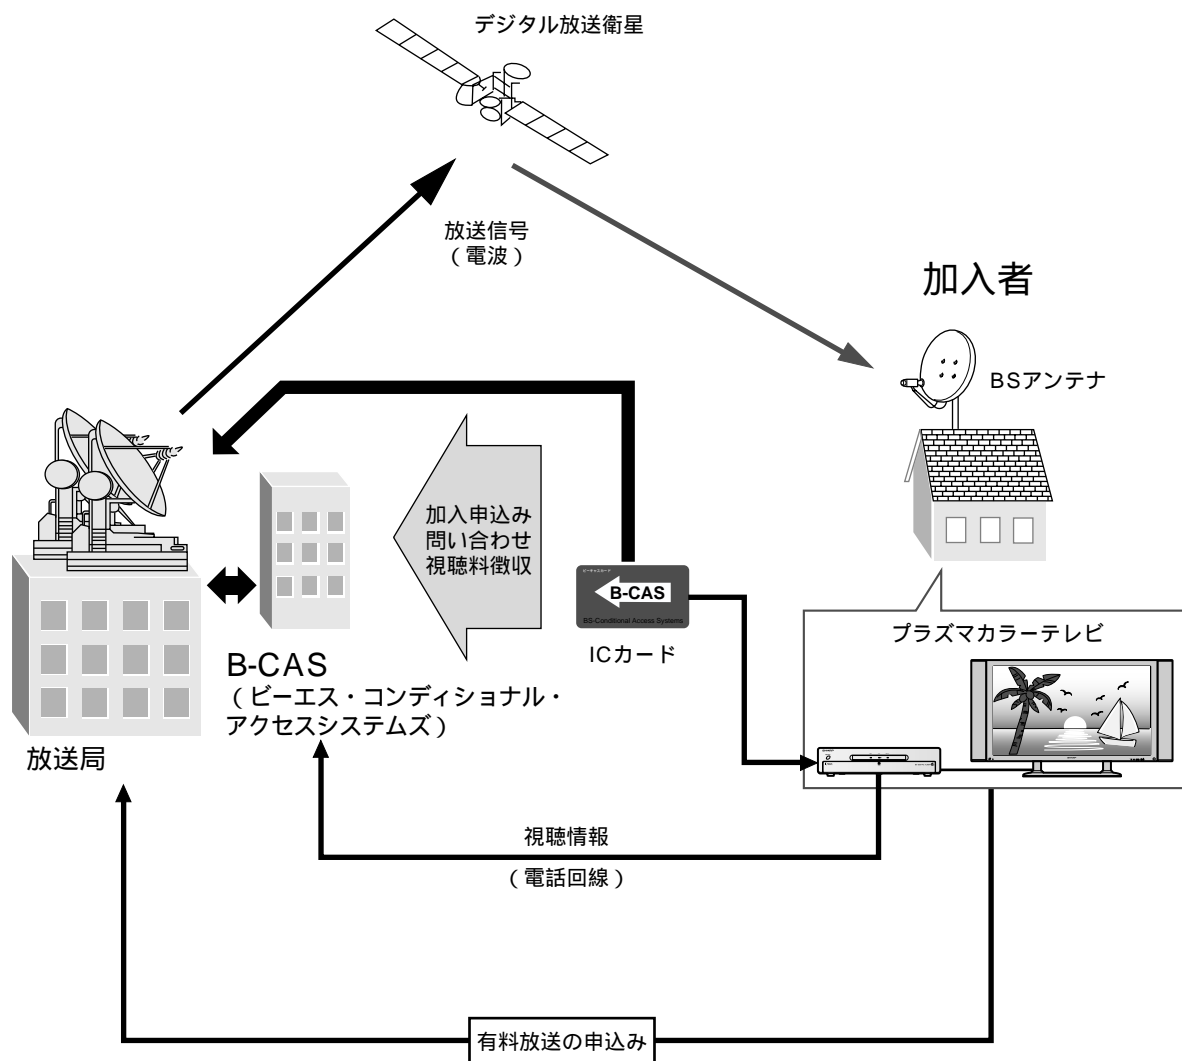 デジタル放送衛星
放送信号
（電波）
加入者
BSアンテナ
加入申込み
問い合わせ
視聴料徴収
B-CAS
BS-Conditional Access Systems
ICカード
プラズマカラーテレビ
B-CAS
（ビーエス・コンディショナル・
アクセスシステムズ）
放送局
視聴情報
（電話回線）
有料放送の申込み